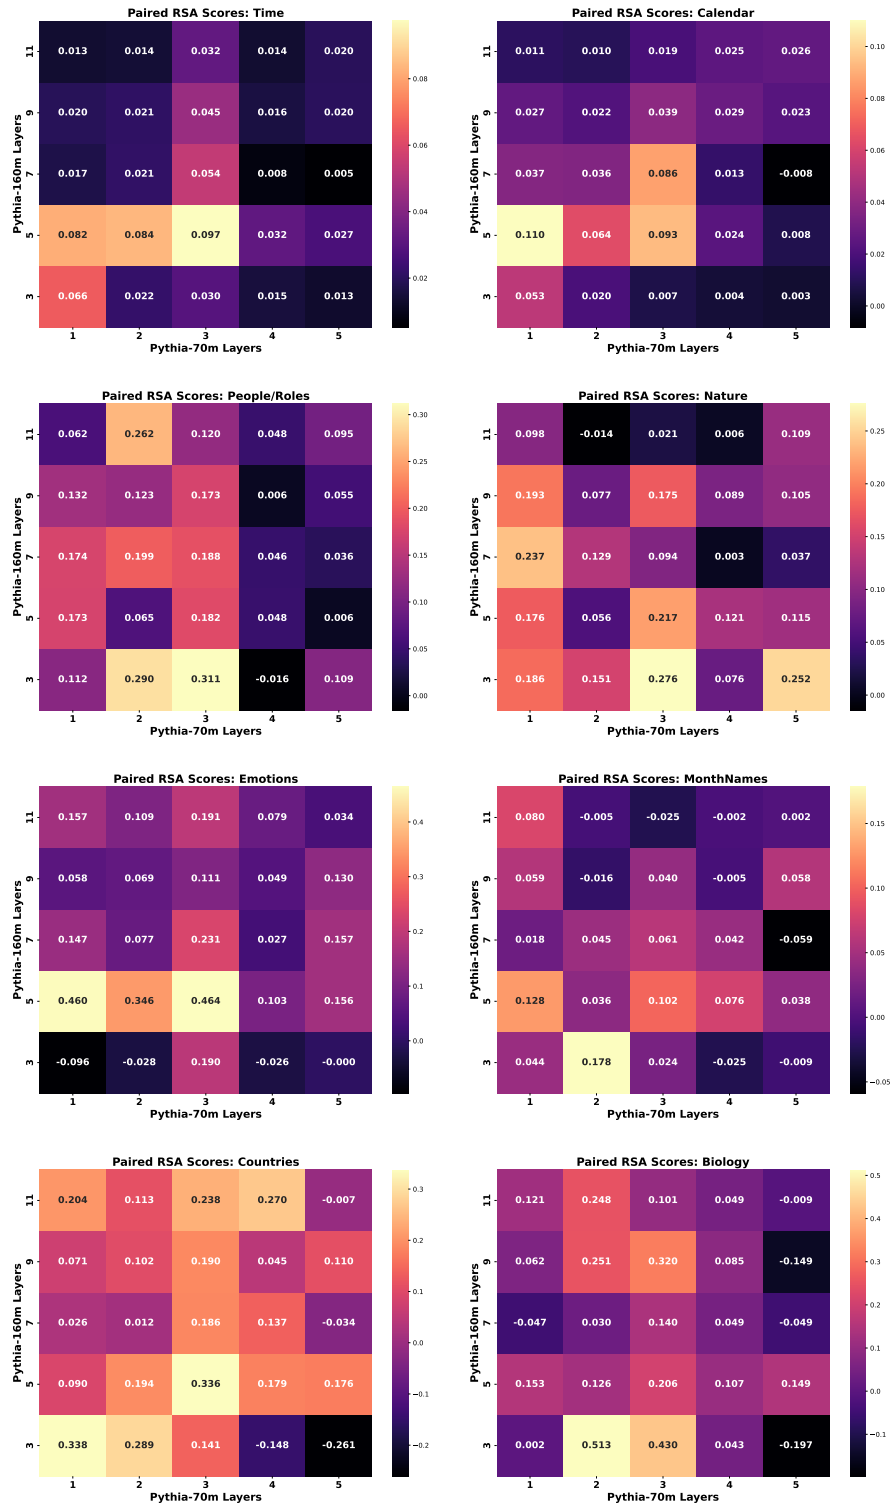 Paired RSA Scores: Time
Pythia-160m Layers
11 0.013 0.014 0.032 0.014 0.020
9 0.020 0.021 0.045 0.016 0.020
7 0.017 0.021 0.054 0.008 0.005
5 0.082 0.084 0.097 0.032 0.027
3 0.066 0.022 0.030 0.015 0.013
1 2 3 4 5
Pythia-70m Layers
0.08
0.06
0.04
0.02
Paired RSA Scores: Calendar
Pythia-160m Layers
11 0.011 0.010 0.019 0.025 0.026
9 0.027 0.022 0.039 0.029 0.023
7 0.037 0.036 0.086 0.013 -0.008
5 0.110 0.064 0.093 0.024 0.008
3 0.053 0.020 0.007 0.004 0.003
1 2 3 4 5
Pythia-70m Layers
0.10
0.08
0.06
0.04
0.02
0.00
Paired RSA Scores: People/Roles
Pythia-160m Layers
11 0.062 0.262 0.120 0.048 0.095
9 0.132 0.123 0.173 0.006 0.055
7 0.174 0.199 0.188 0.046 0.036
5 0.173 0.065 0.182 0.048 0.006
3 0.112 0.290 0.311 -0.016 0.109
1 2 3 4 5
Pythia-70m Layers
0.30
0.25
0.20
0.15
0.10
0.05
0.00
Paired RSA Scores: Nature
Pythia-160m Layers
11 0.098 -0.014 0.021 0.006 0.109
9 0.193 0.077 0.175 0.089 0.105
7 0.237 0.129 0.094 0.003 0.037
5 0.176 0.056 0.217 0.121 0.115
3 0.186 0.151 0.276 0.076 0.252
1 2 3 4 5
Pythia-70m Layers
0.25
0.20
0.15
0.10
0.05
0.00
Paired RSA Scores: Emotions
Pythia-160m Layers
11 0.157 0.109 0.191 0.079 0.034
9 0.058 0.069 0.111 0.049 0.130
7 0.147 0.077 0.231 0.027 0.157
5 0.460 0.346 0.464 0.103 0.156
3 -0.096 -0.028 0.190 -0.026 -0.000
1 2 3 4 5
Pythia-70m Layers
0.4
0.3
0.2
0.1
0.0
Paired RSA Scores: MonthNames
Pythia-160m Layers
11 0.080 -0.005 -0.025 -0.002 0.002
9 0.059 -0.016 0.040 -0.005 0.058
7 0.018 0.045 0.061 0.042 -0.059
5 0.128 0.036 0.102 0.076 0.038
3 0.044 0.178 0.024 -0.025 -0.009
1 2 3 4 5
Pythia-70m Layers
0.15
0.10
0.05
0.00
−0.05
Paired RSA Scores: Countries
Pythia-160m Layers
11 0.204 0.113 0.238 0.270 -0.007
9 0.071 0.102 0.190 0.045 0.110
7 0.026 0.012 0.186 0.137 -0.034
5 0.090 0.194 0.336 0.179 0.176
3 0.338 0.289 0.141 -0.148 -0.261
1 2 3 4 5
Pythia-70m Layers
0.3
0.2
0.1
0.0
−0.1
−0.2
Paired RSA Scores: Biology
Pythia-160m Layers
11 0.121 0.248 0.101 0.049 -0.009
9 0.062 0.251 0.320 0.085 -0.149
7 -0.047 0.030 0.140 0.049 -0.049
5 0.153 0.126 0.206 0.107 0.149
3 0.002 0.513 0.430 0.043 -0.197
1 2 3 4 5
Pythia-70m Layers
0.5
0.4
0.3
0.2
0.1
0.0
−0.1